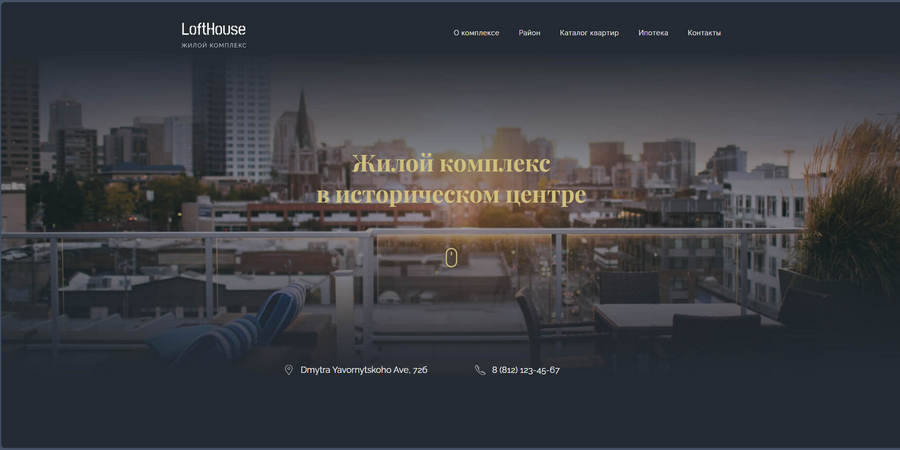 LoftHouse
ЖИЛОЙ КОМПЛЕКС
О комплексе Район Каталог квартир Ипотека Контакты
Жилой комплекс
в историческом центре
Dmytra Yavornytskoho Ave, 726 8 (812) 123-45-67